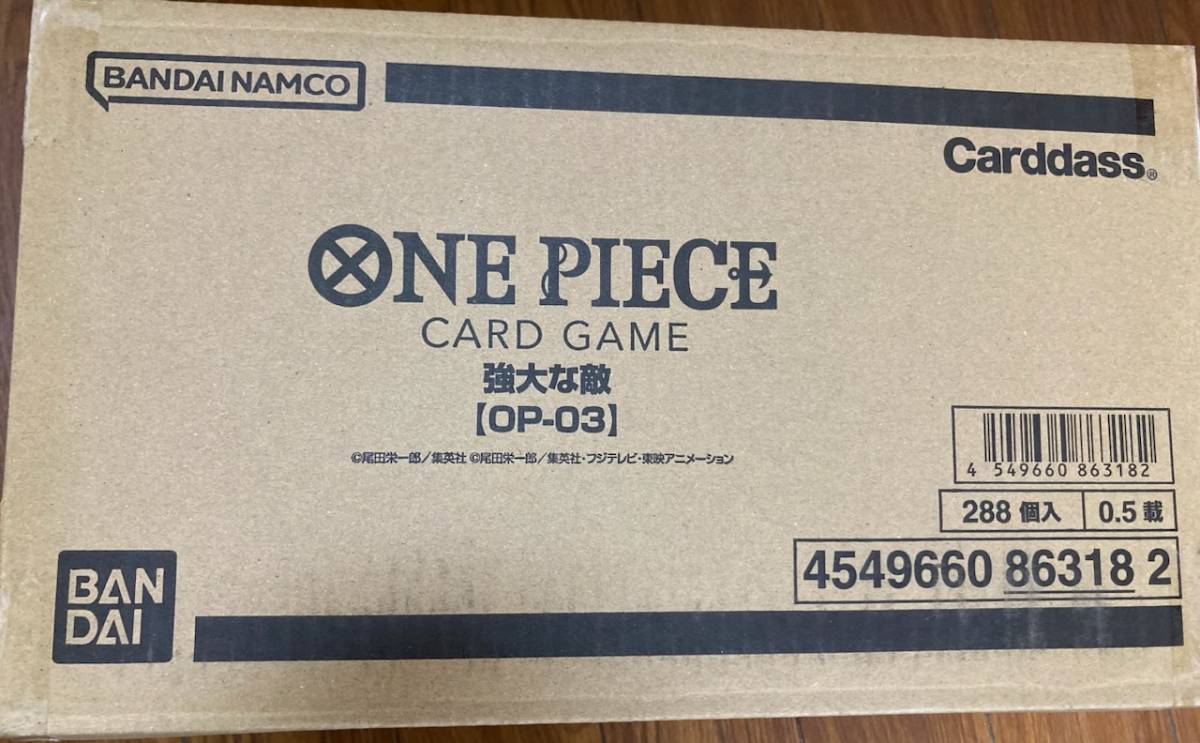 BANDAI NAMCO
Carddass®
ONE PIECE
CARD GAME
強大な敵
【OP-03】
©尾田栄一郎／集英社 ©尾田栄一郎／集英社・フジテレビ・東映アニメーション
4 549660 863182
288 個入 0.5 載
4549660 86318 2
BAN
DAI